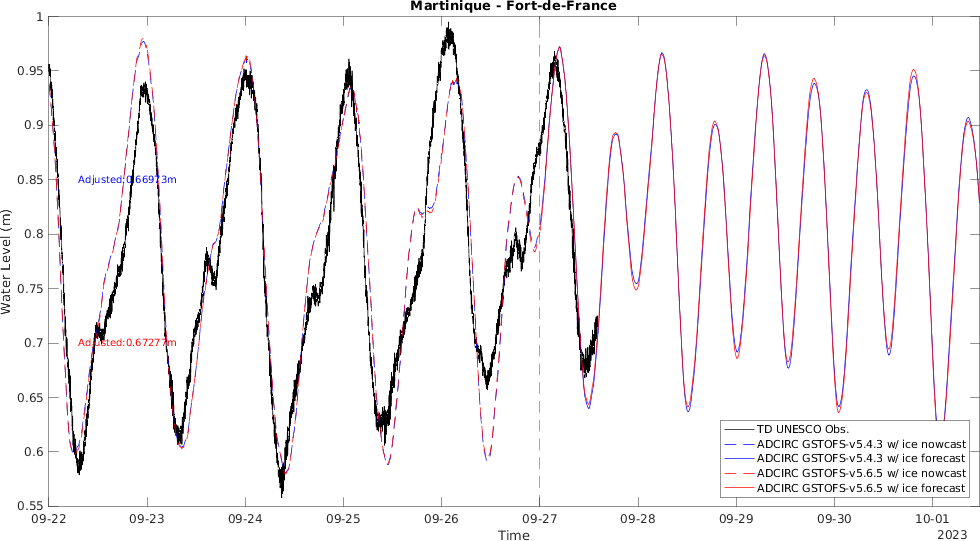 Martinique - Fort-de-France
1
0.95
0.9
0.85
0.8
0.75
0.7
0.65
0.6
0.55
Water Level (m)
Adjusted:0.66973m
Adjusted:0.67277m
TD UNESCO Obs.
ADCIRC GSTOFS-v5.4.3 w/ ice nowcast
ADCIRC GSTOFS-v5.4.3 w/ ice forecast
ADCIRC GSTOFS-v5.6.5 w/ ice nowcast
ADCIRC GSTOFS-v5.6.5 w/ ice forecast
09-22 09-23 09-24 09-25 09-26 09-27 09-28 09-29 09-30 10-01
Time
2023